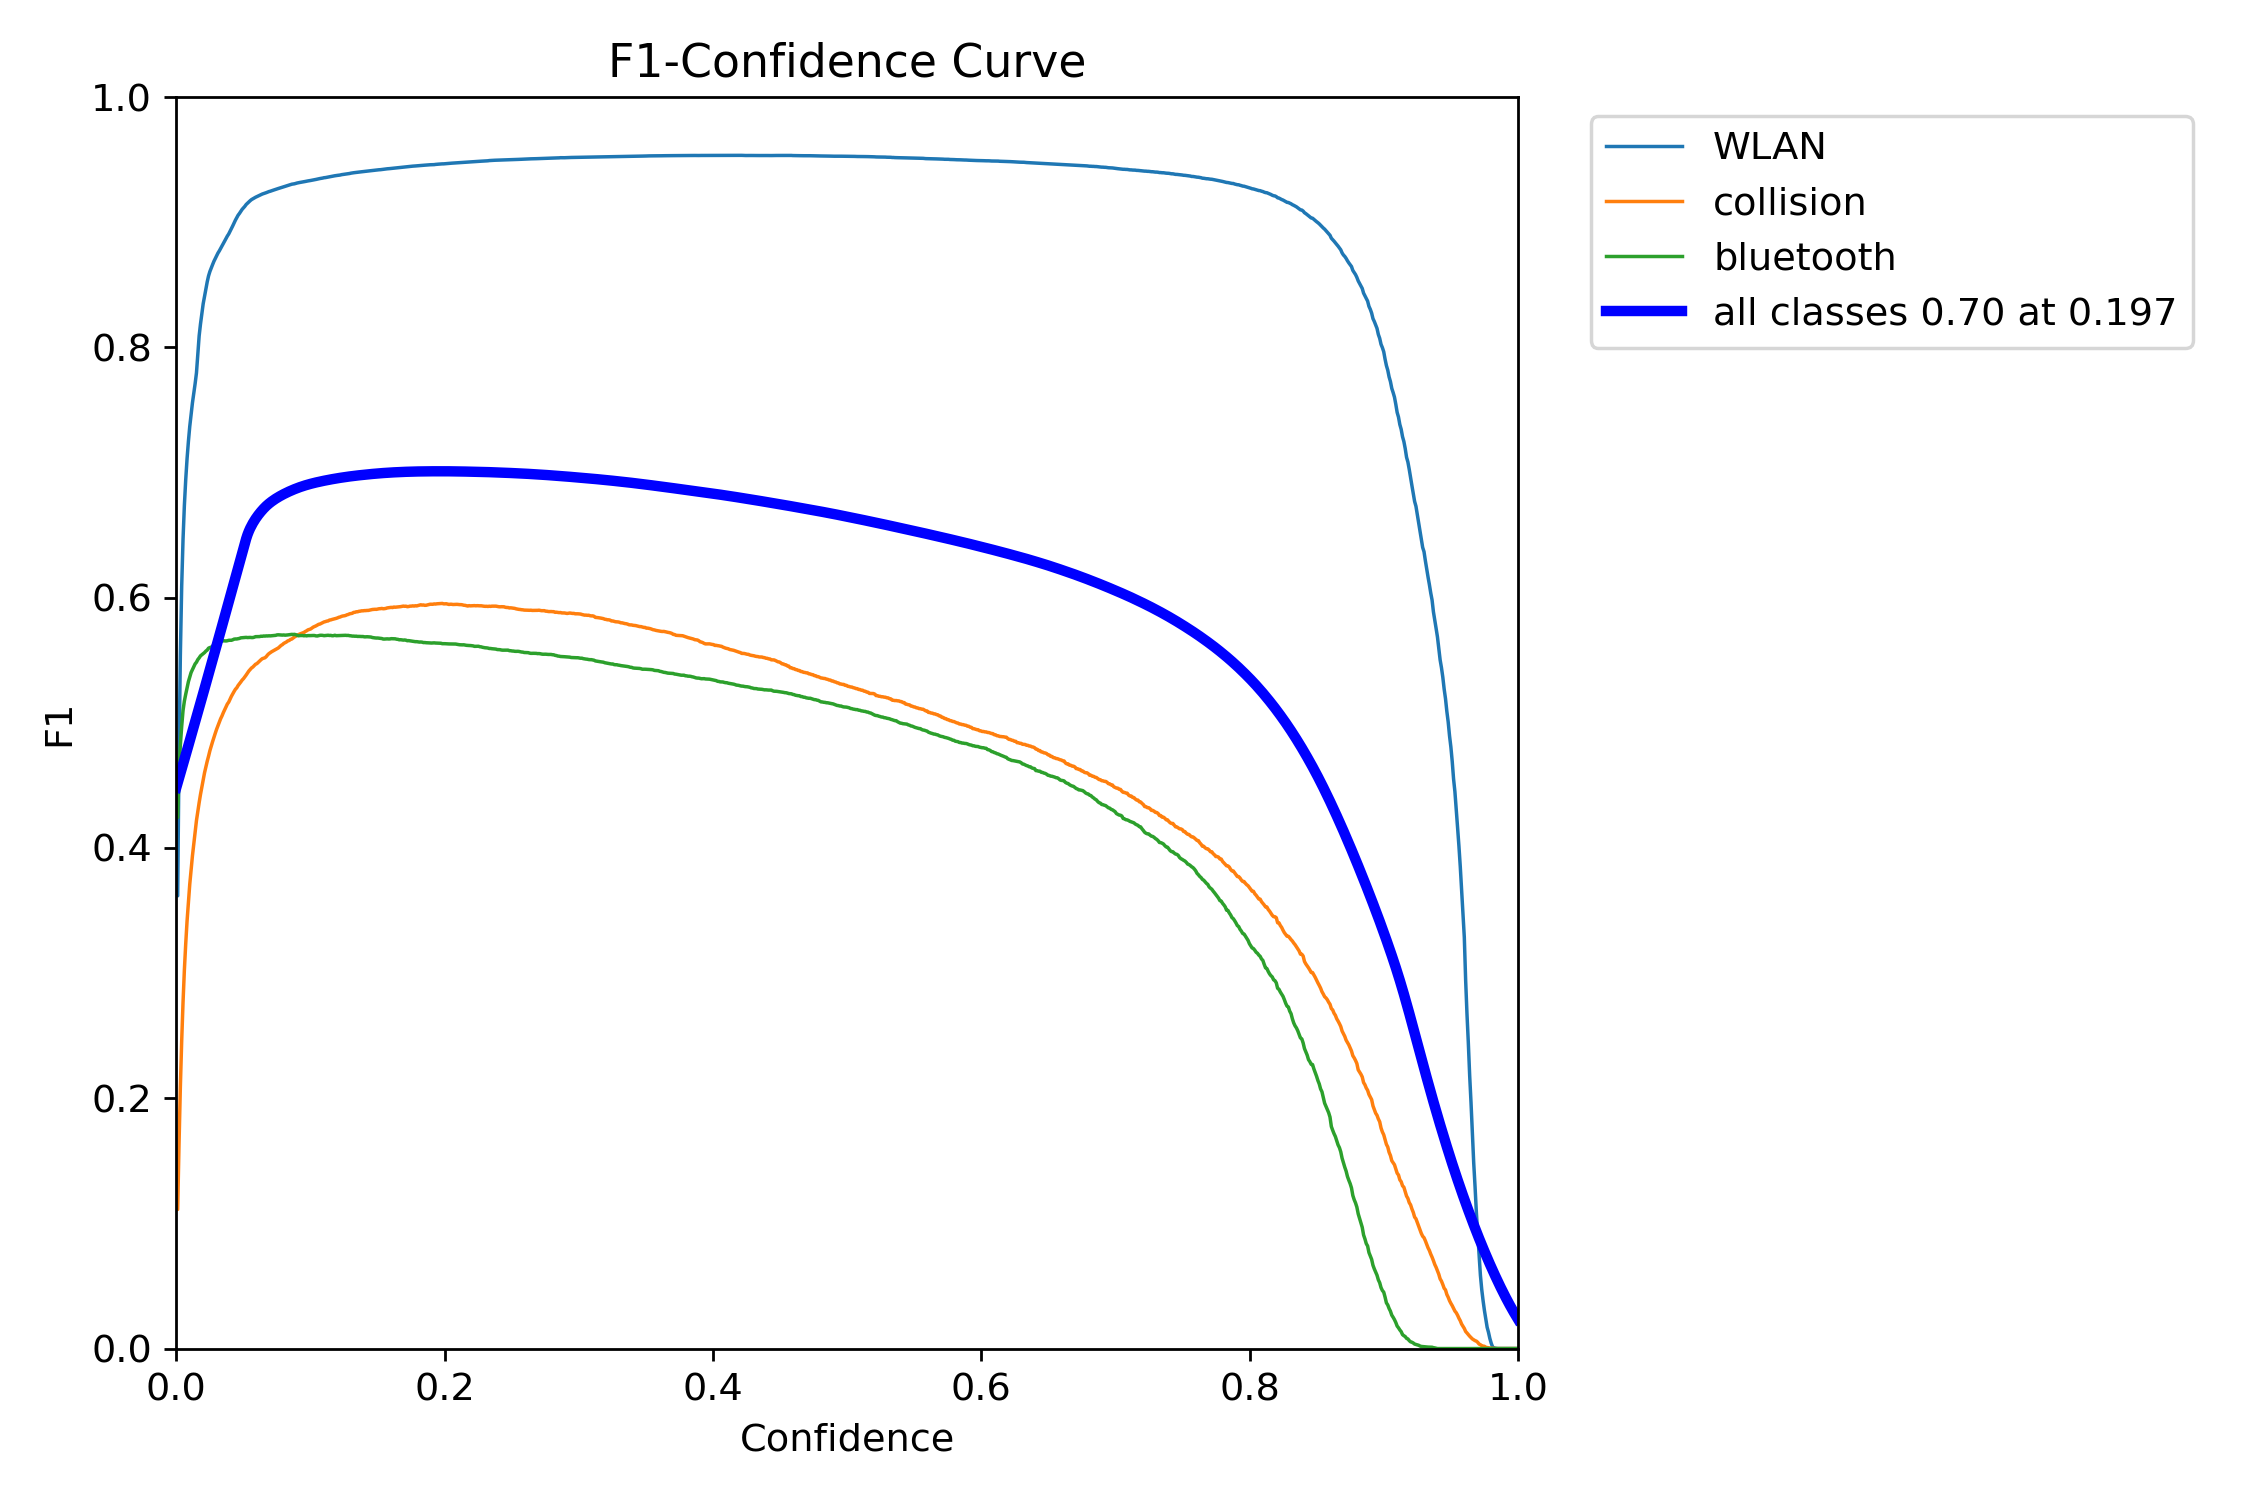 F1-Confidence Curve
1.0
0.8
0.6
0.4
0.2
0.0
F1
0.0 0.2 0.4 0.6 0.8 1.0
Confidence
WLAN
collision
bluetooth
all classes 0.70 at 0.197